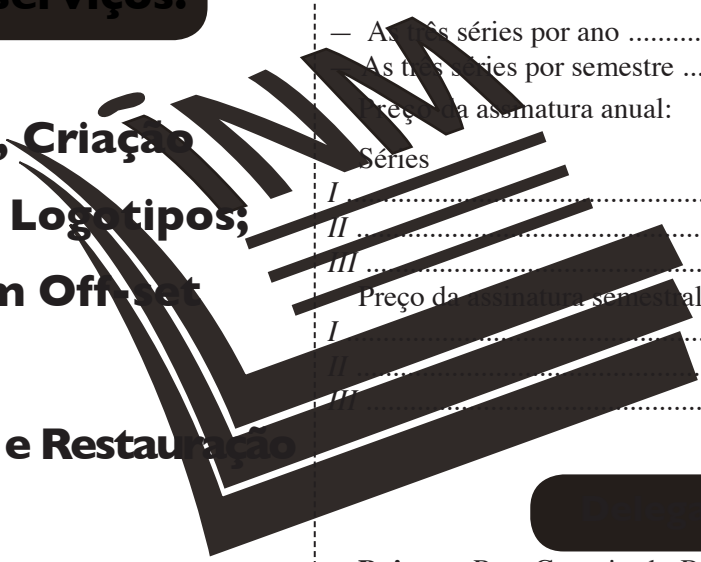 serviços:
, Criação
Logotipos;
m Off-set
e Restauração
ÍNM
— As três séries por ano ..........
— As três séries por semestre ...
Preço da assinatura anual:
Séries
I ..........
II ..........
III ..........
Preço da assinatura semestral
I ..........
II ..........
III ..........